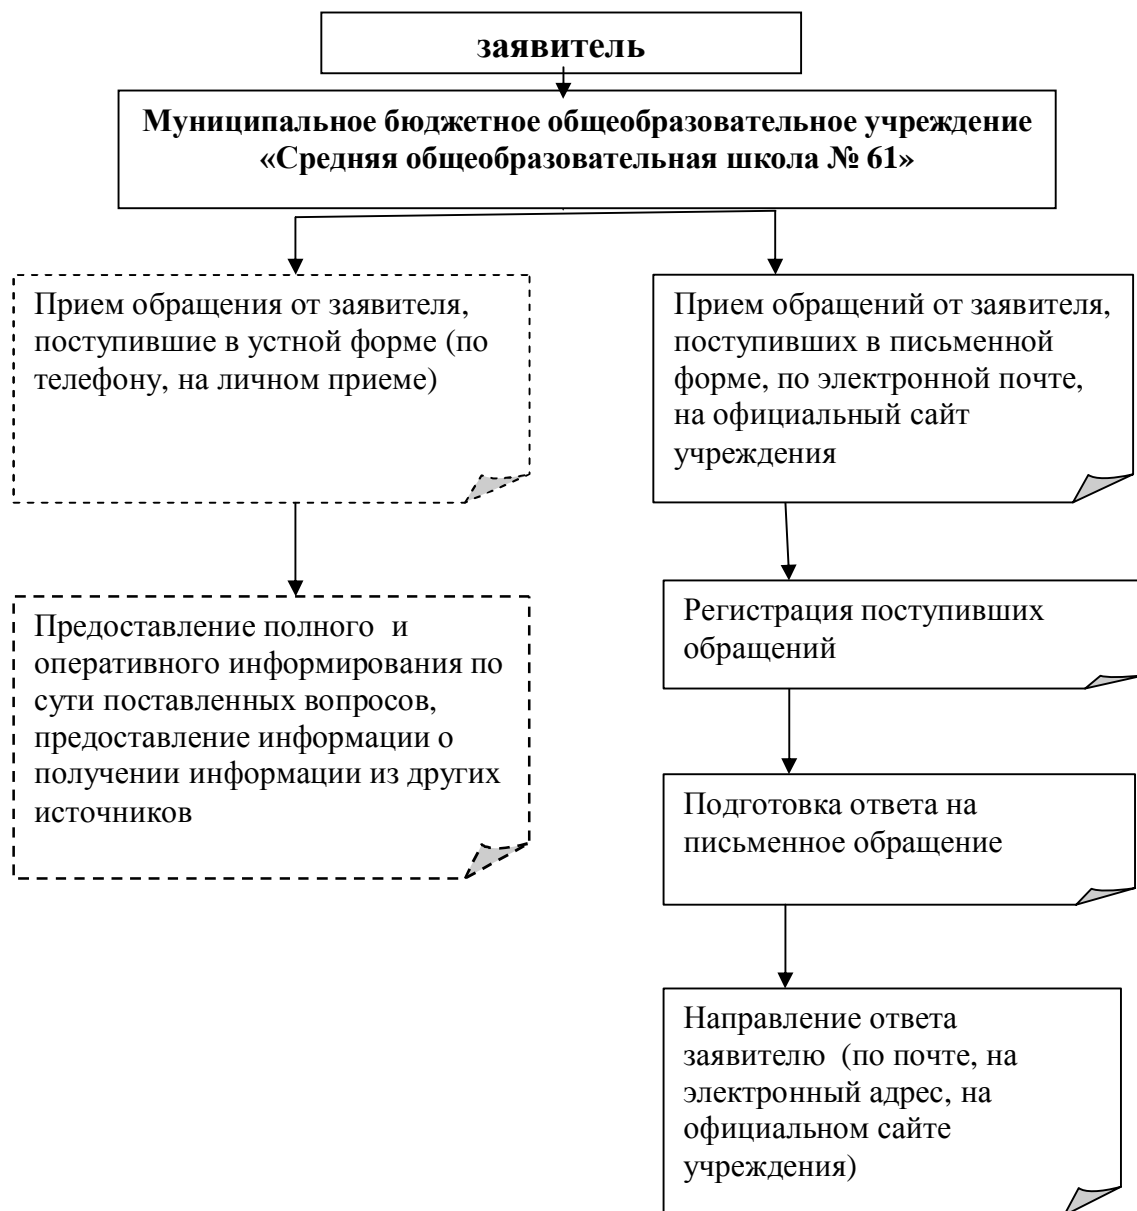 заявитель
Муниципальное бюджетное общеобразовательное учреждение
«Средняя общеобразовательная школа № 61»
Прием обращения от заявителя,
поступившие в устной форме (по
телефону, на личном приеме)
Предоставление полного и
оперативного информирования по
сути поставленных вопросов,
предоставление информации о
получении информации из других
источников
Прием обращений от заявителя,
поступивших в письменной
форме, по электронной почте,
на официальный сайт
учреждения
Регистрация поступивших
обращений
Подготовка ответа на
письменное обращение
Направление ответа
заявителю (по почте, на
электронный адрес, на
официальном сайте
учреждения)